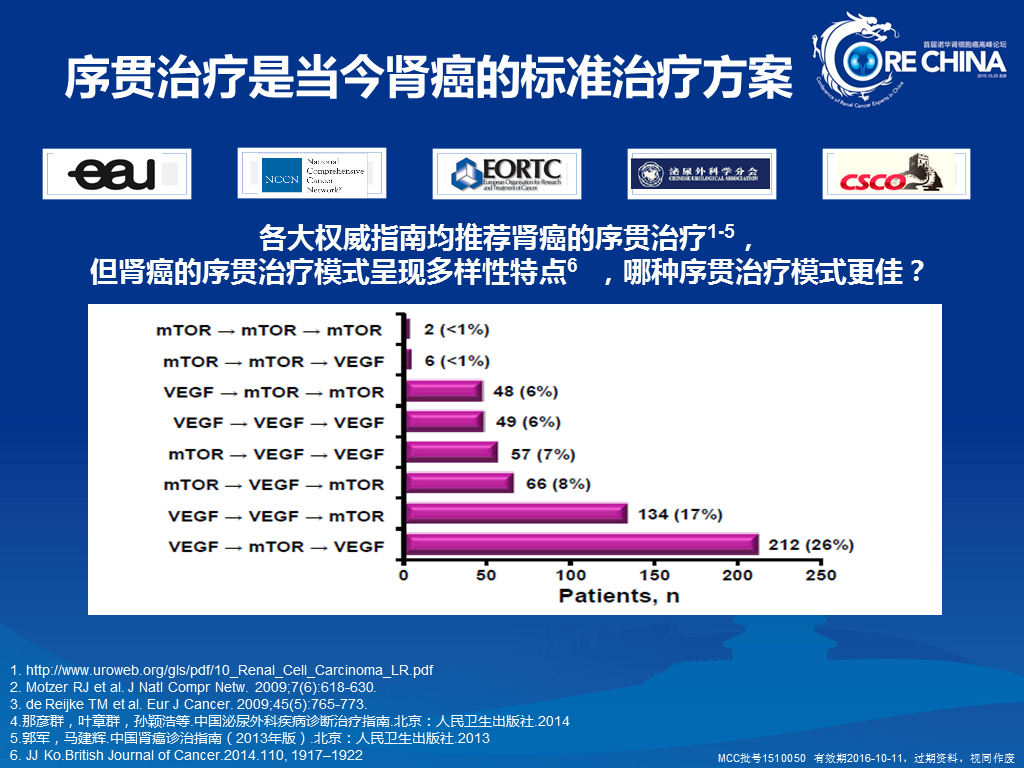 序贯治疗是当今肾癌的标准治疗方案
首届诺华肾细胞癌高峰论坛
CORE CHINA
2015.10.25 北京
Conference of Renal Cancer Experts in China
eau
NCCN
National
Comprehensive
Cancer
Network®
EORTC
European Organisation for Research
and Treatment of Cancer
泌尿外科学分会
CHINESE UROLOGICAL ASSOCIATION
CSCO
各大权威指南均推荐肾癌的序贯治疗1-5，
但肾癌的序贯治疗模式呈现多样性特点6 ，哪种序贯治疗模式更佳？
mTOR → mTOR → mTOR 2 (<1%)
mTOR → mTOR → VEGF 6 (<1%)
VEGF → mTOR → mTOR 48 (6%)
VEGF → VEGF → VEGF 49 (6%)
mTOR → VEGF → VEGF 57 (7%)
mTOR → VEGF → mTOR 66 (8%)
VEGF → VEGF → mTOR 134 (17%)
VEGF → mTOR → VEGF 212 (26%)
0 50 100 150 200 250
Patients, n
1. http://www.uroweb.org/gls/pdf/10_Renal_Cell_Carcinoma_LR.pdf
2. Motzer RJ et al. J Natl Compr Netw. 2009;7(6):618-630.
3. de Reijke TM et al. Eur J Cancer. 2009;45(5):765-773.
4.那彦群，叶章群，孙颖浩等.中国泌尿外科疾病诊断治疗指南.北京：人民卫生出版社.2014
5.郭军，马建辉.中国肾癌诊治指南（2013年版）.北京：人民卫生出版社.2013
6. JJ Ko.British Journal of Cancer.2014.110, 1917–1922
MCC批号1510050 有效期2016-10-11，过期资料，视同作废